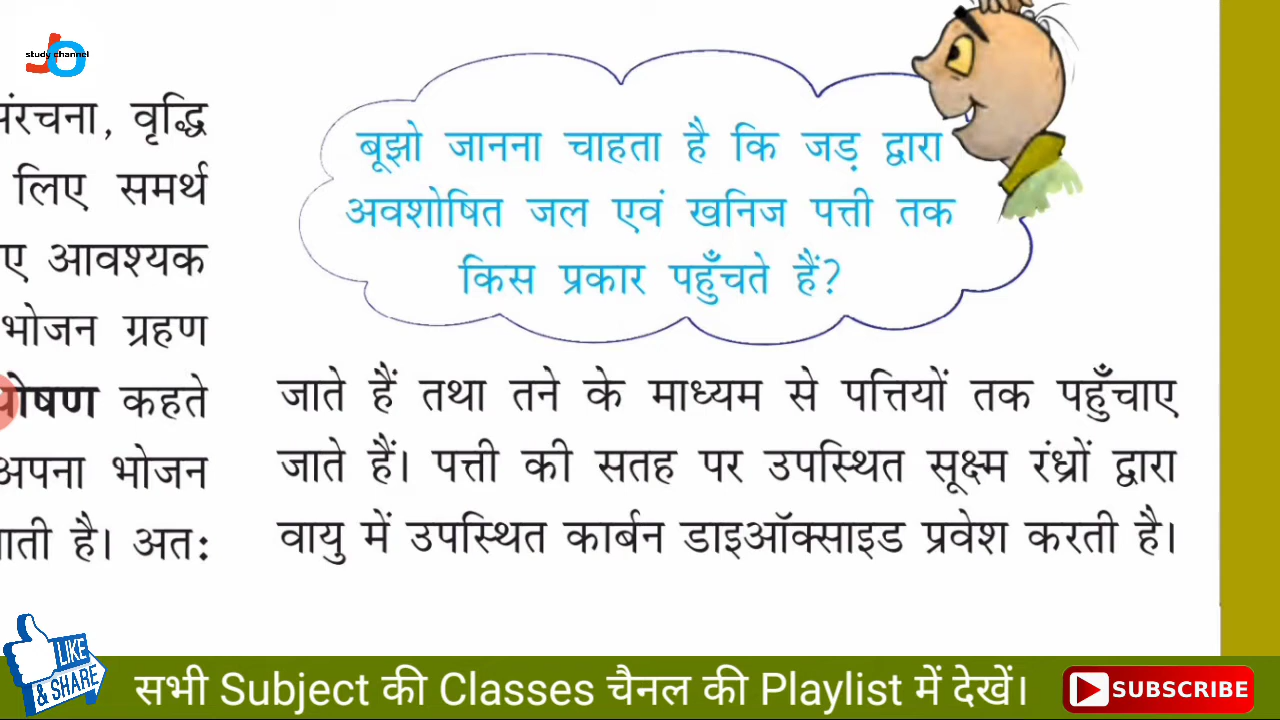 study channel
JO
संरचना, वृद्धि
लिए समर्थ
ए आवश्यक
भोजन ग्रहण
पोषण कहते
अपना भोजन
है। अत:
बूझो जानना चाहता है कि जड़ द्वारा
अवशोषित जल एवं खनिज पत्ती तक
किस प्रकार पहुँचते हैं?
जाते हैं तथा तने के माध्यम से पत्तियों तक पहुँचाए
जाते हैं। पत्ती की सतह पर उपस्थित सूक्ष्म रंध्रों द्वारा
वायु में उपस्थित कार्बन डाइऑक्साइड प्रवेश करती है।
LIKE
& SHARE
सभी Subject की Classes चैनल की Playlist में देखें।
SUBSCRIBE